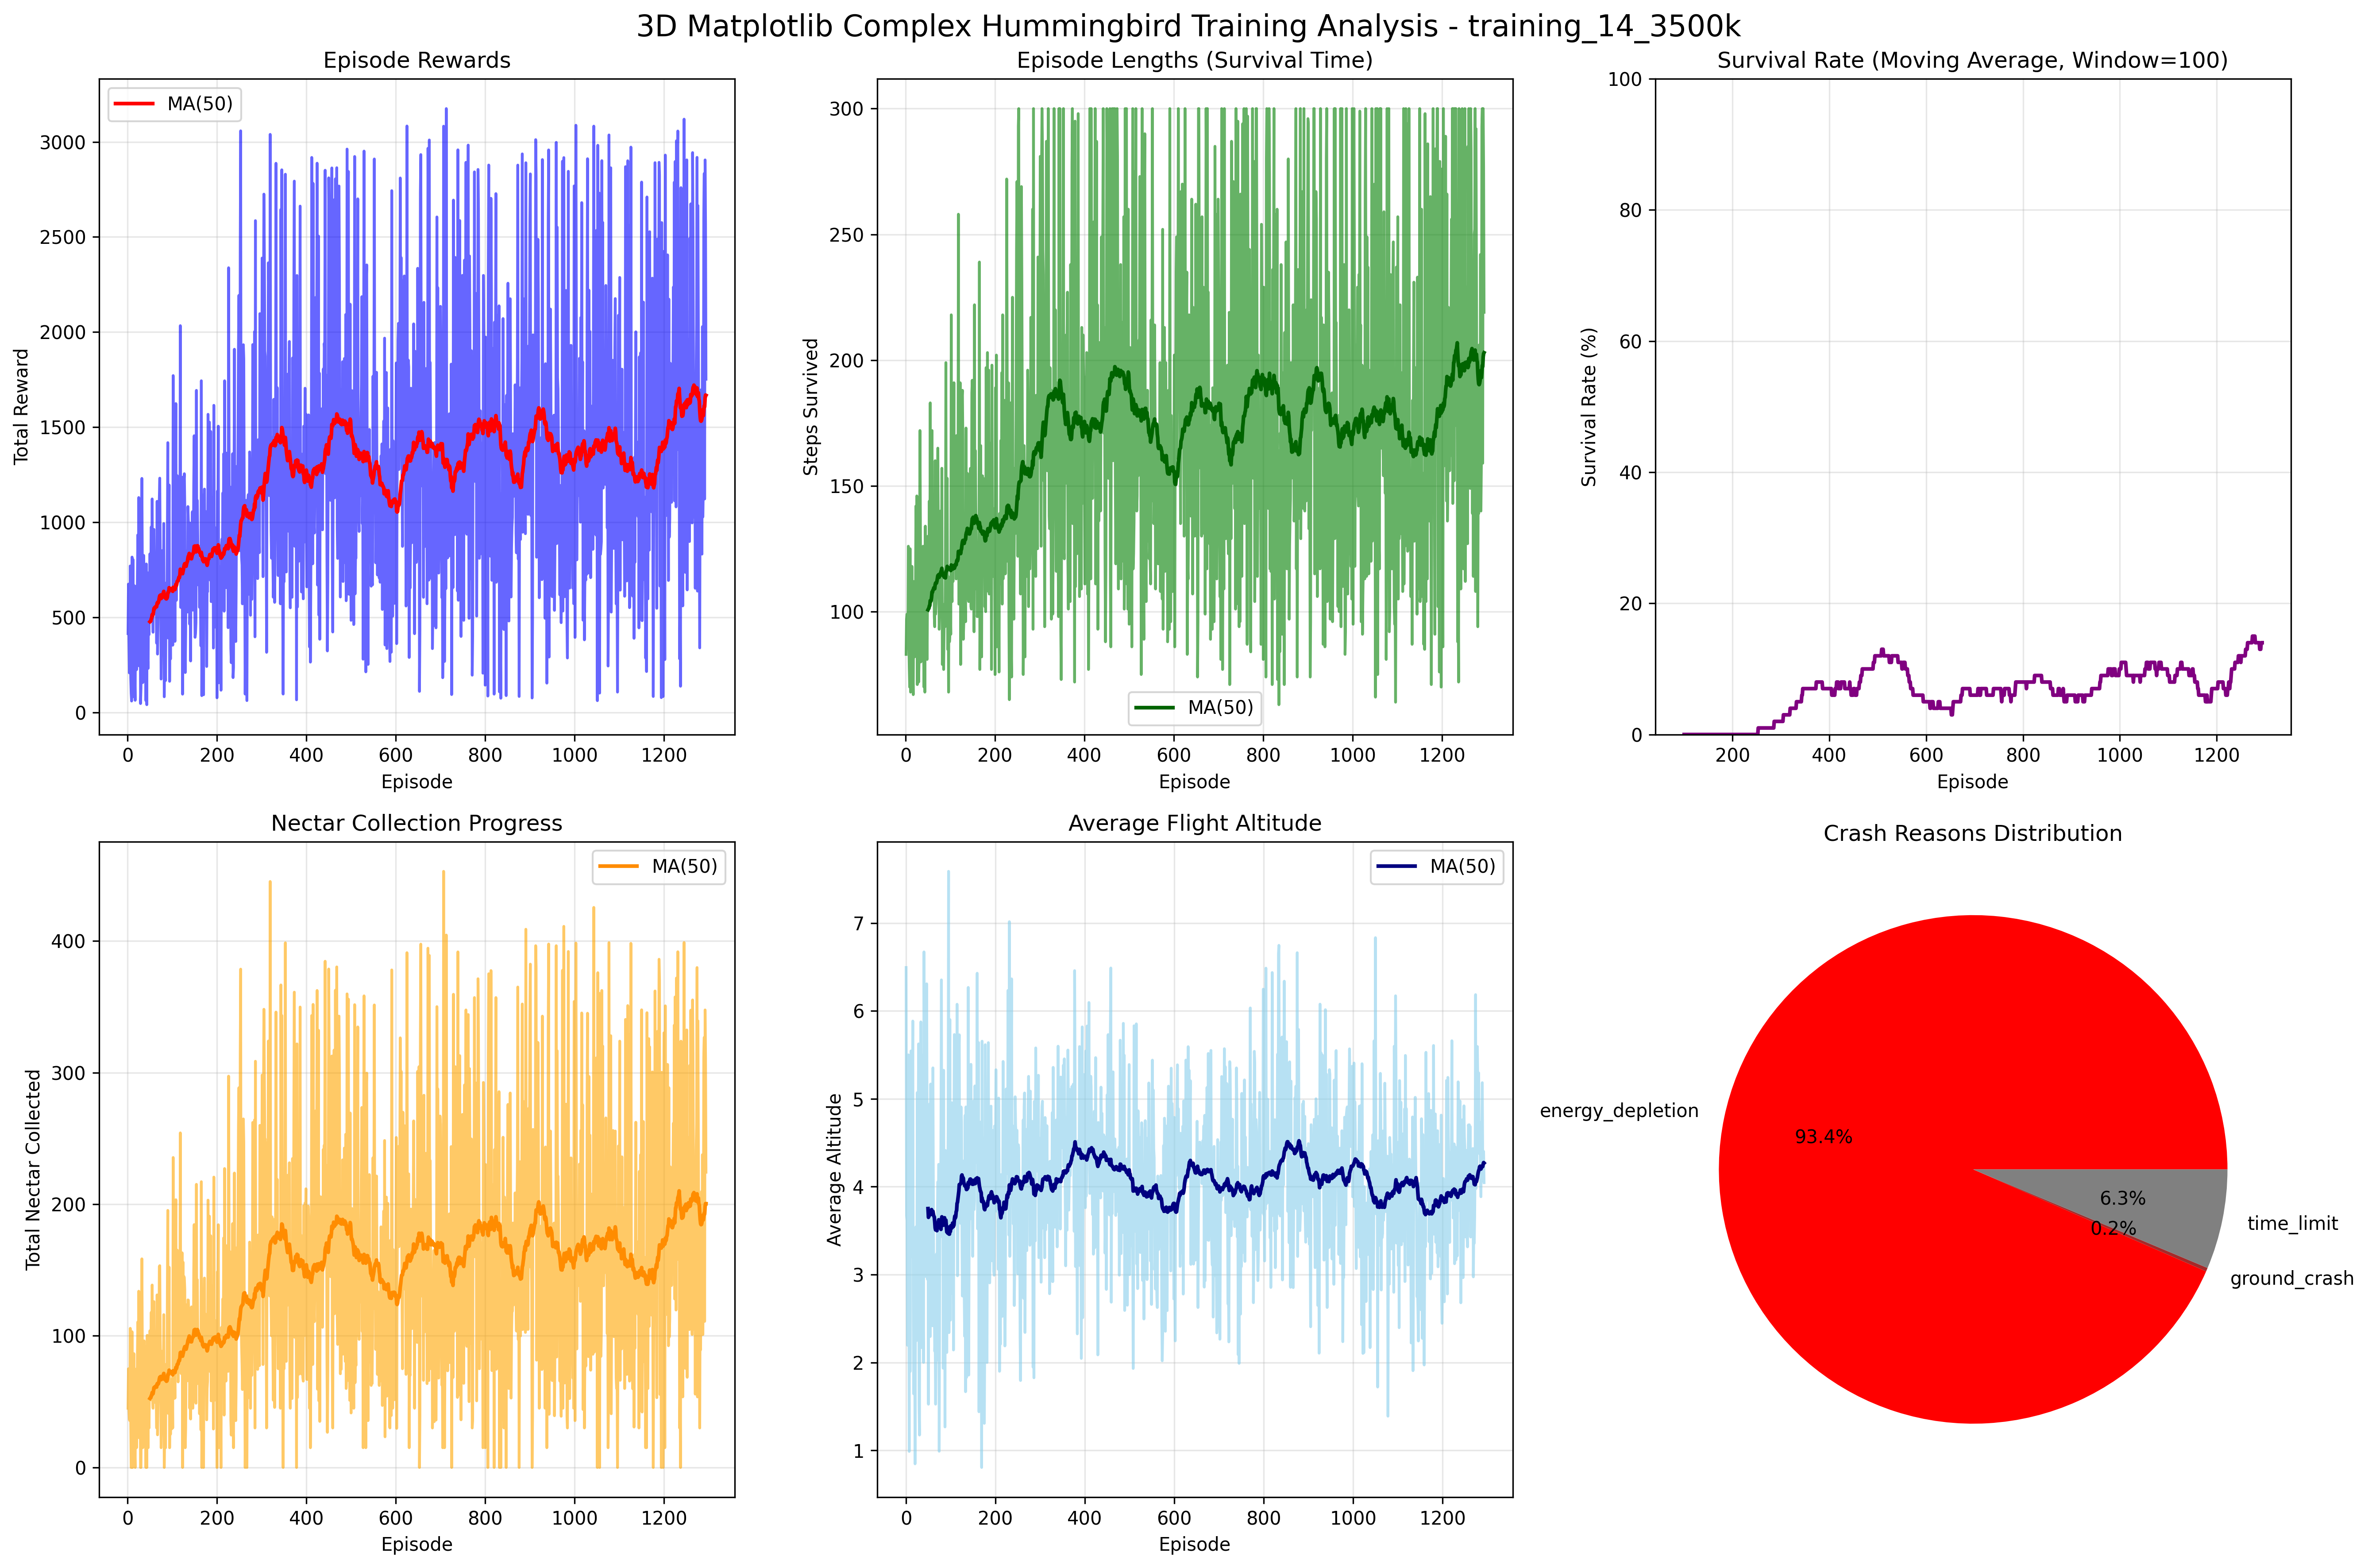 3D Matplotlib Complex Hummingbird Training Analysis - training_14_3500k
Episode Rewards
MA(50)
Total Reward
3000
2500
2000
1500
1000
500
0
0 200 400 600 800 1000 1200
Episode
Episode Lengths (Survival Time)
Steps Survived
300
250
200
150
100
MA(50)
0 200 400 600 800 1000 1200
Episode
Survival Rate (Moving Average, Window=100)
Survival Rate (%)
100
80
60
40
20
0
200 400 600 800 1000 1200
Episode
Nectar Collection Progress
MA(50)
Total Nectar Collected
400
300
200
100
0
0 200 400 600 800 1000 1200
Episode
Average Flight Altitude
MA(50)
Average Altitude
7
6
5
4
3
2
1
0 200 400 600 800 1000 1200
Episode
Crash Reasons Distribution
energy_depletion
93.4%
6.3%
0.2%
time_limit
ground_crash